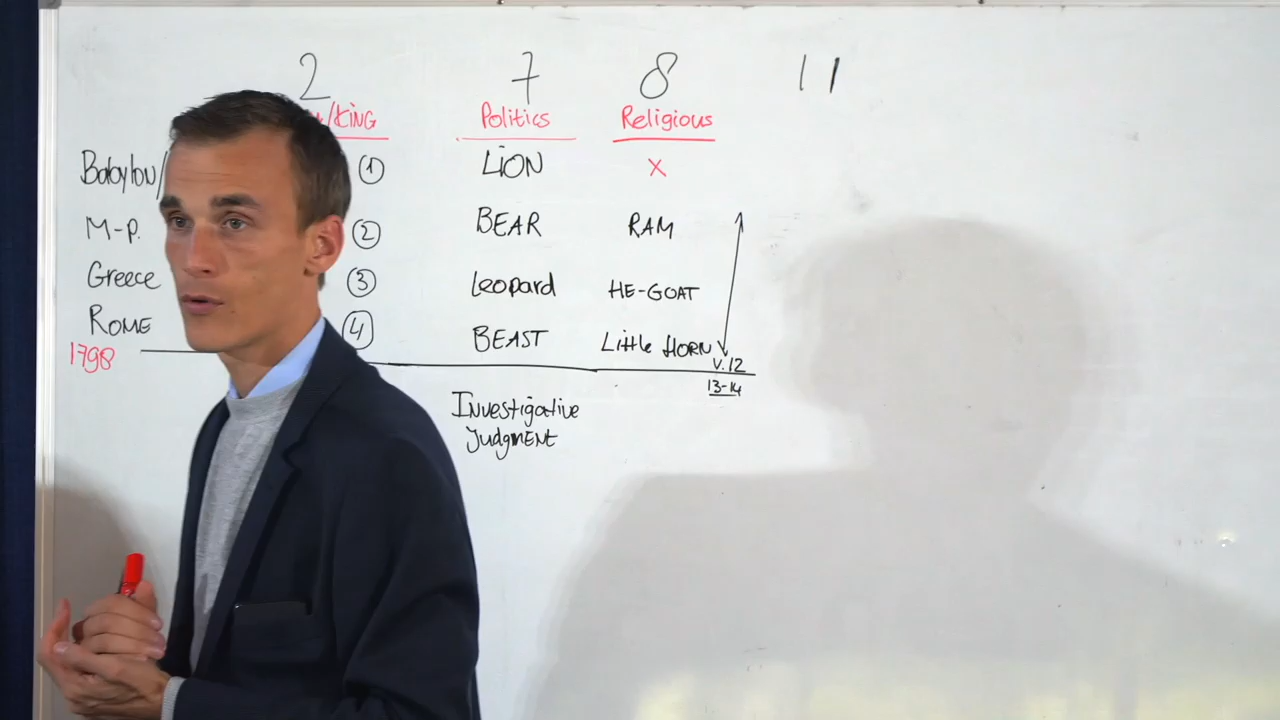 2 7 8 11
/KING Politics Religious
Babylon/ 1 LION X
M-P. 2 BEAR RAM
Greece 3 Leopard HE-GOAT
ROME 4 BEAST Little HORN
1798 V.12
13-14
Investigative
JudgmENt